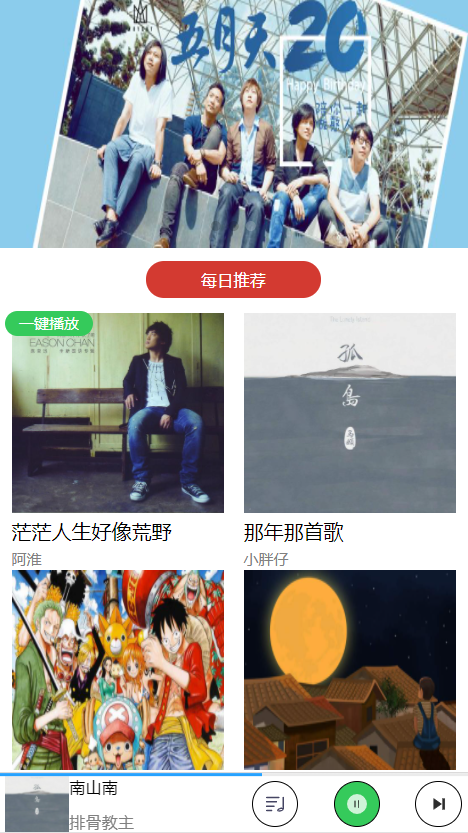 五月天20
Happy Birthday
每日推荐
一键播放
EASON CHAN
孤
岛
茫茫人生好像荒野
那年那首歌
阿淮
小胖仔
南山南
排骨教主